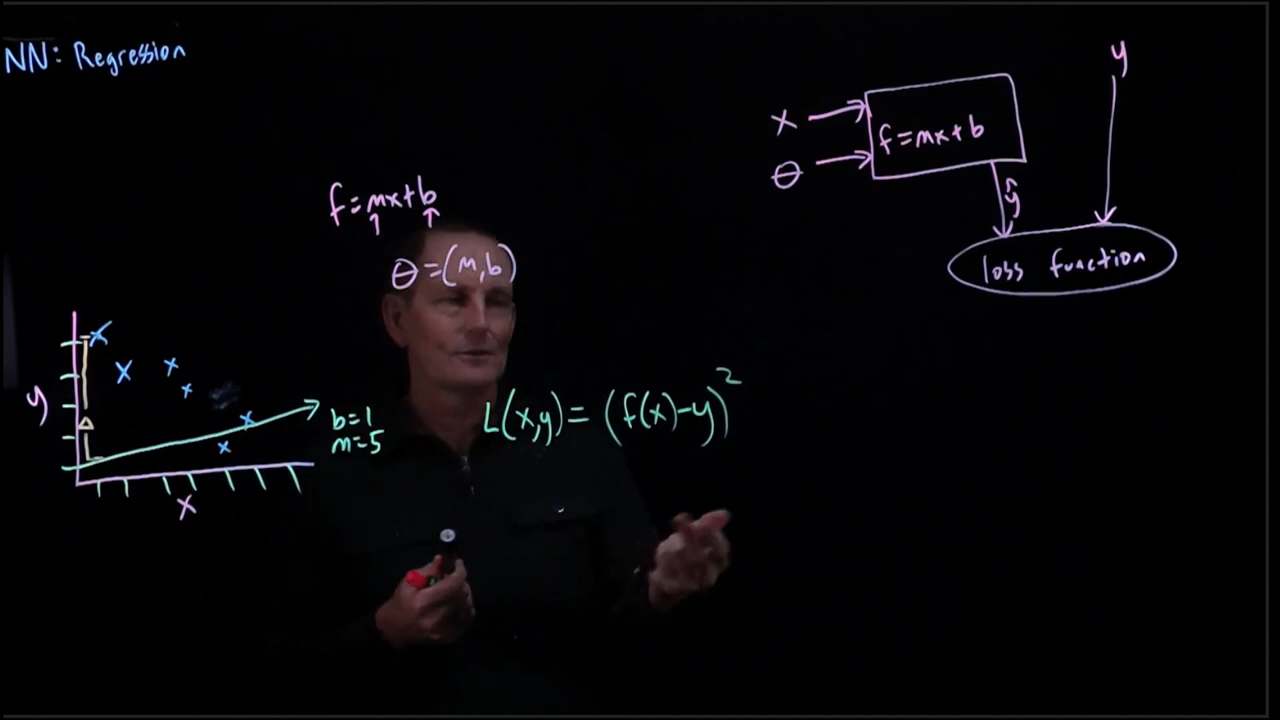 NN: Regression
y
x
f=mx+b
θ
ŷ
loss function
f=mx+b
θ=(m,b)
y
x
b=1
m=5
L(x,y)= (f(x)-y)²